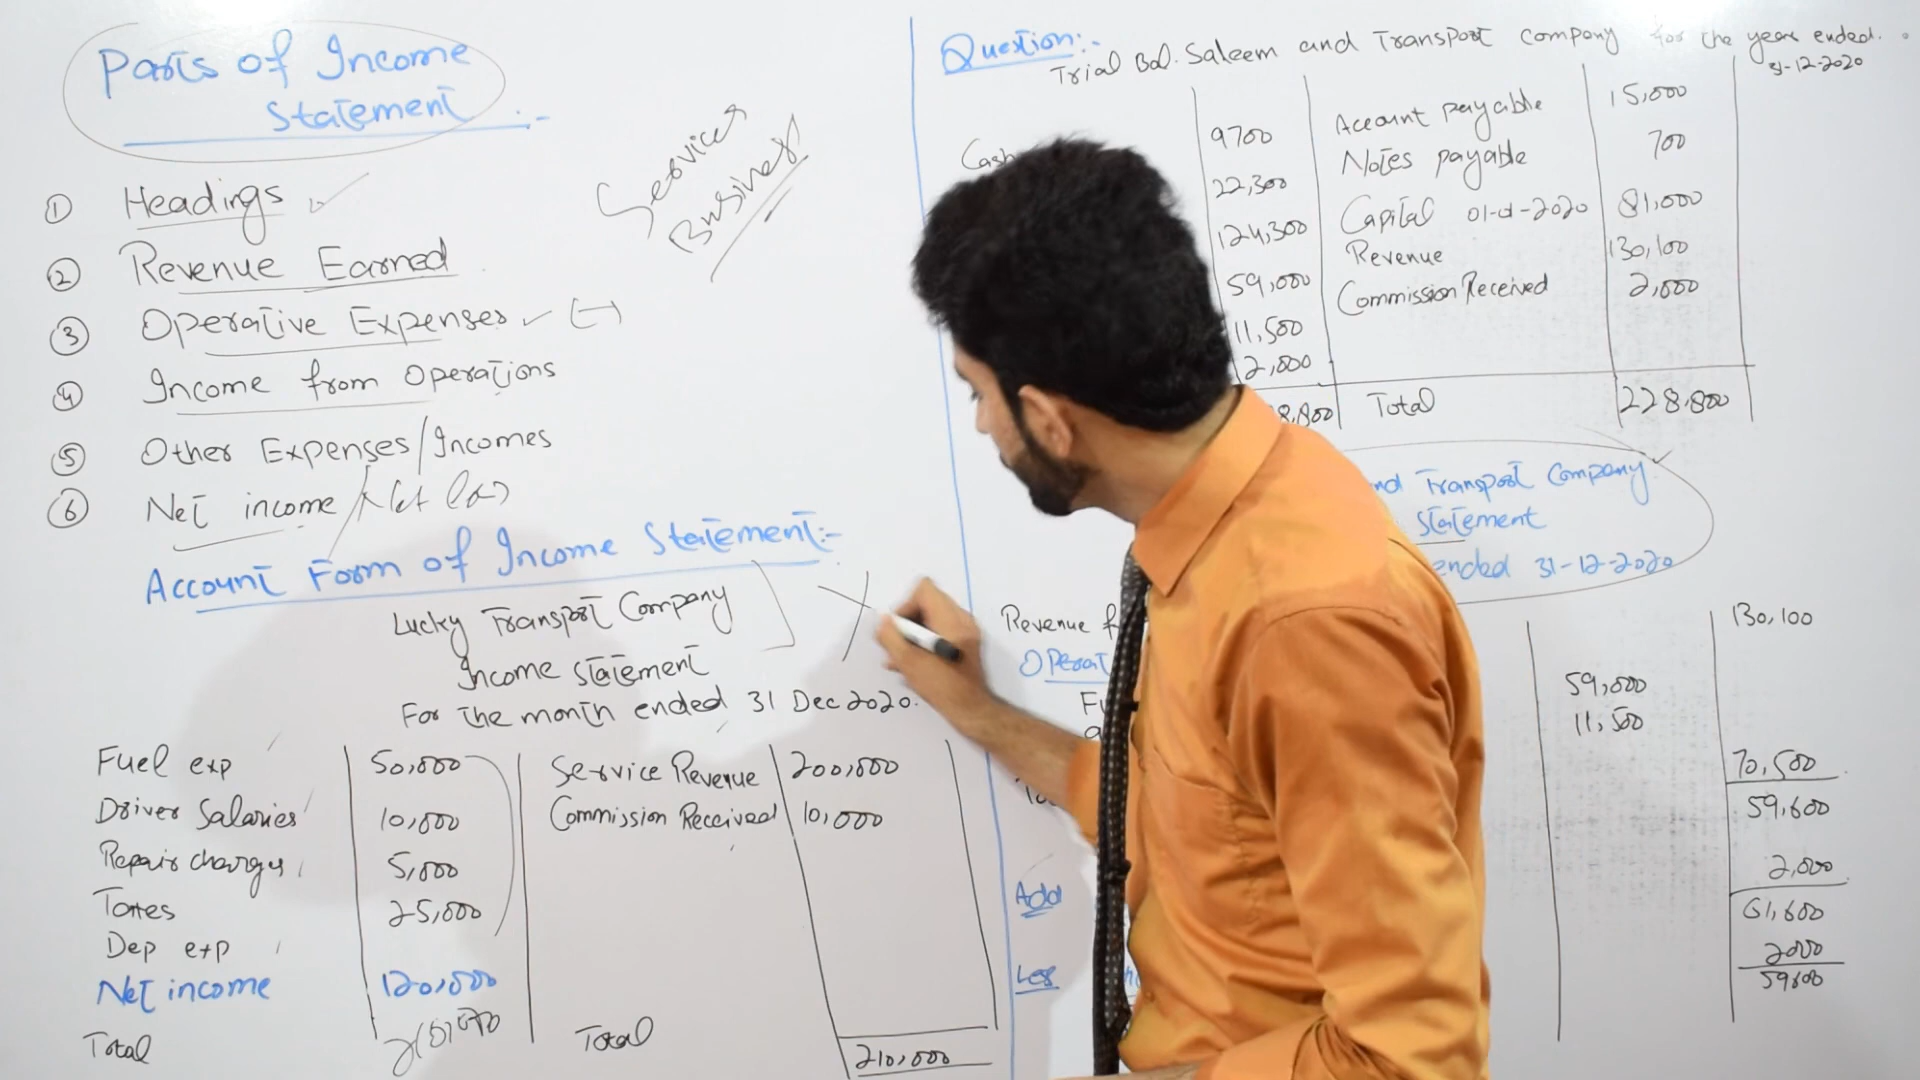 Parts of Income
Statement :-
① Headings
② Revenue Earned
③ Operative Expenses (-)
④ Income from Operations
⑤ Other Expenses/Incomes
⑥ Net income/Net
Services
Business
Account Form of Income Statement:-
Lucky Transport Company
Income Statement
For the month ended 31 Dec 2020.
Fuel exp 50,000 Service Revenue 200,000
Driver Salaries 10,000 Commission Received 10,000
Repair charges 5,000
Taxes 25,000
Dep exp
Net income 120,000
Total Total 210,000
Question:-
Trial Bal. Saleem and Transport Company for the year ended.
31-12-2020
Cash 9700 Account payable 15,000
22,300 Notes payable 700
124,300 Capital 01-01-2020 81,000
59,000 Revenue 130,100
11,500 Commission Received 2,000
2,000
8,800 Total 228,800
nd Transport Company
Statement
ended 31-12-2020
Revenue f 130,100
Operat
Fu 59,000
11,500
70,500
59,600
Add 2,000
61,600
Les 2000
59600